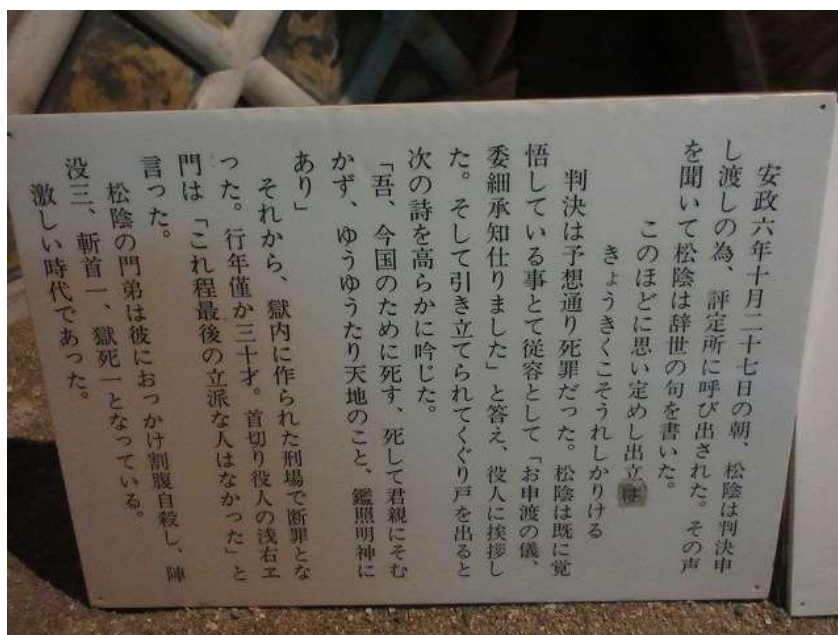 安政六年十月二十七日の朝、松陰は判決申
し渡しの為、評定所に呼び出された。その声
を聞いて松陰は辞世の句を書いた。
このほどに思い定めし出立は
きょうきくこそうれしかりける
判決は予想通り死罪だった。松陰は既に覚
悟している事とて従容として「お申渡の儀、
委細承知仕りました」と答え、役人に挨拶し
た。そして引き立てられてくぐり戸を出ると
次の詩を高らかに吟じた。
「吾、今国のために死す、死して君親にそむ
かず、ゆうゆうたり天地のこと、鑑照明神に
あり」
それから、獄内に作られた刑場で断罪とな
った。行年僅か三十才。首切り役人の浅右ヱ
門は「これ程最後の立派な人はなかった」と
言った。
松陰の門弟は彼におっかけ割腹自殺し、陣
没三、斬首一、獄死一となっている。
激しい時代であった。